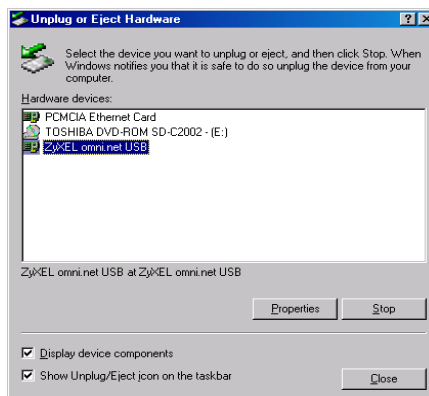 Unplug or Eject Hardware
Select the device you want to unplug or eject, and then click Stop. When
Windows notifies you that it is safe to do so unplug the device from your
computer.
Hardware devices:
PCMCIA Ethernet Card
TOSHIBA DVD-ROM SD-C2002 - (E:)
ZyXEL omni.net USB
ZyXEL omni.net USB at ZyXEL omni.net USB
Properties Stop
Display device components
Show Unplug/Eject icon on the taskbar
Close